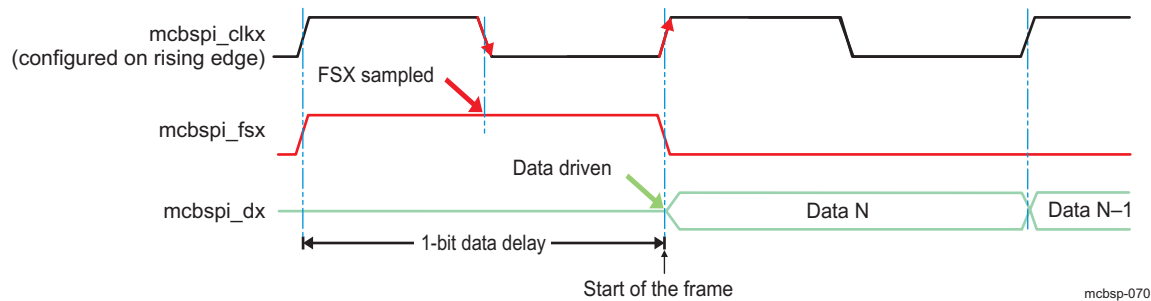 mcbspi_clkx
(configured on rising edge)
FSX sampled
mcbspi_fsx
Data driven
mcbspi_dx
Data N
Data N–1
1-bit data delay
Start of the frame
mcbsp-070